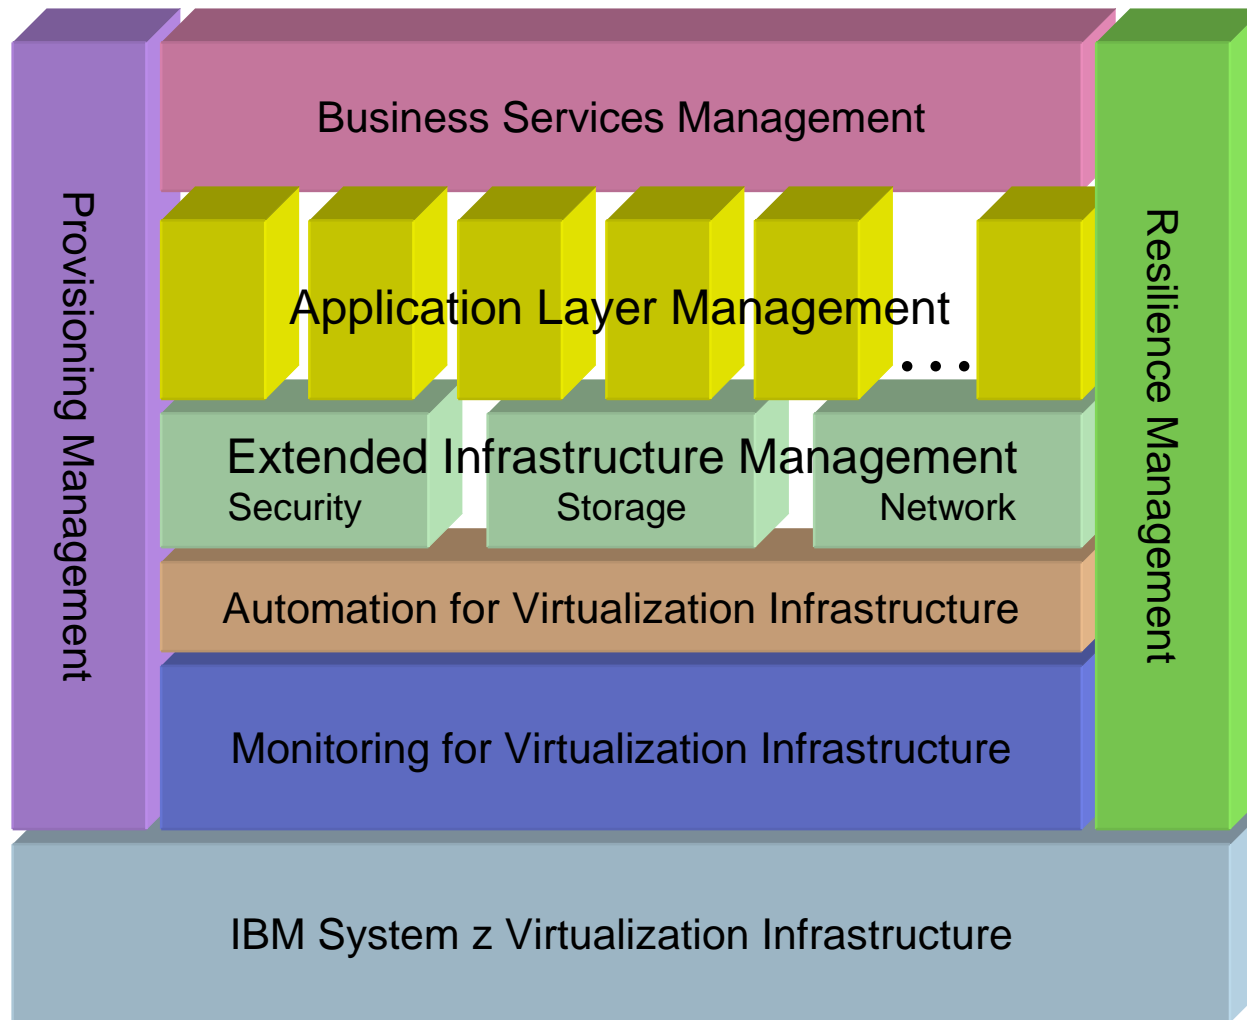 Business Services Management
Provisioning Management
Resilience Management
Application Layer Management
...
Extended Infrastructure Management
Security Storage Network
Automation for Virtualization Infrastructure
Monitoring for Virtualization Infrastructure
IBM System z Virtualization Infrastructure